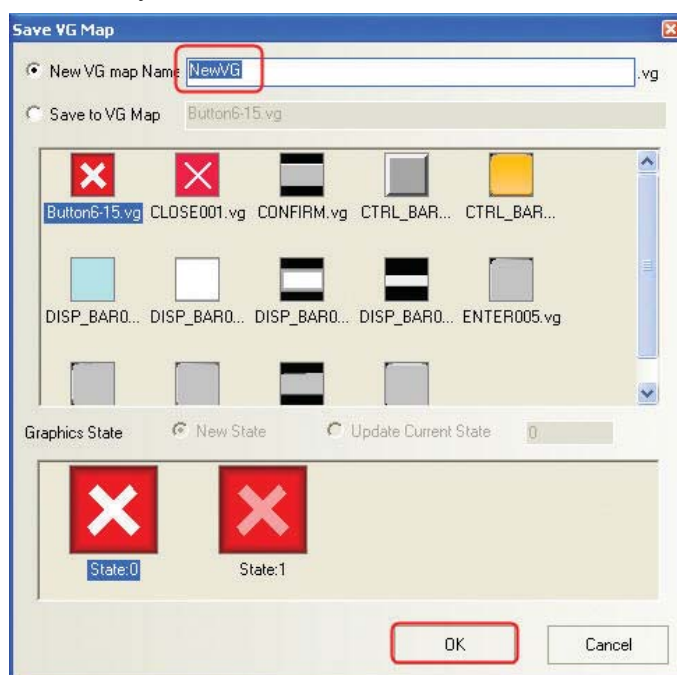 Save VG Map
New VG map Name NewVG .vg
Save to VG Map Button6-15.vg
Button6-15.vg CLOSE001.vg CONFIRM.vg CTRL_BAR... CTRL_BAR...
DISP_BAR0... DISP_BAR0... DISP_BAR0... DISP_BAR0... ENTER005.vg
Graphics State New State Update Current State 0
State:0 State:1
OK Cancel